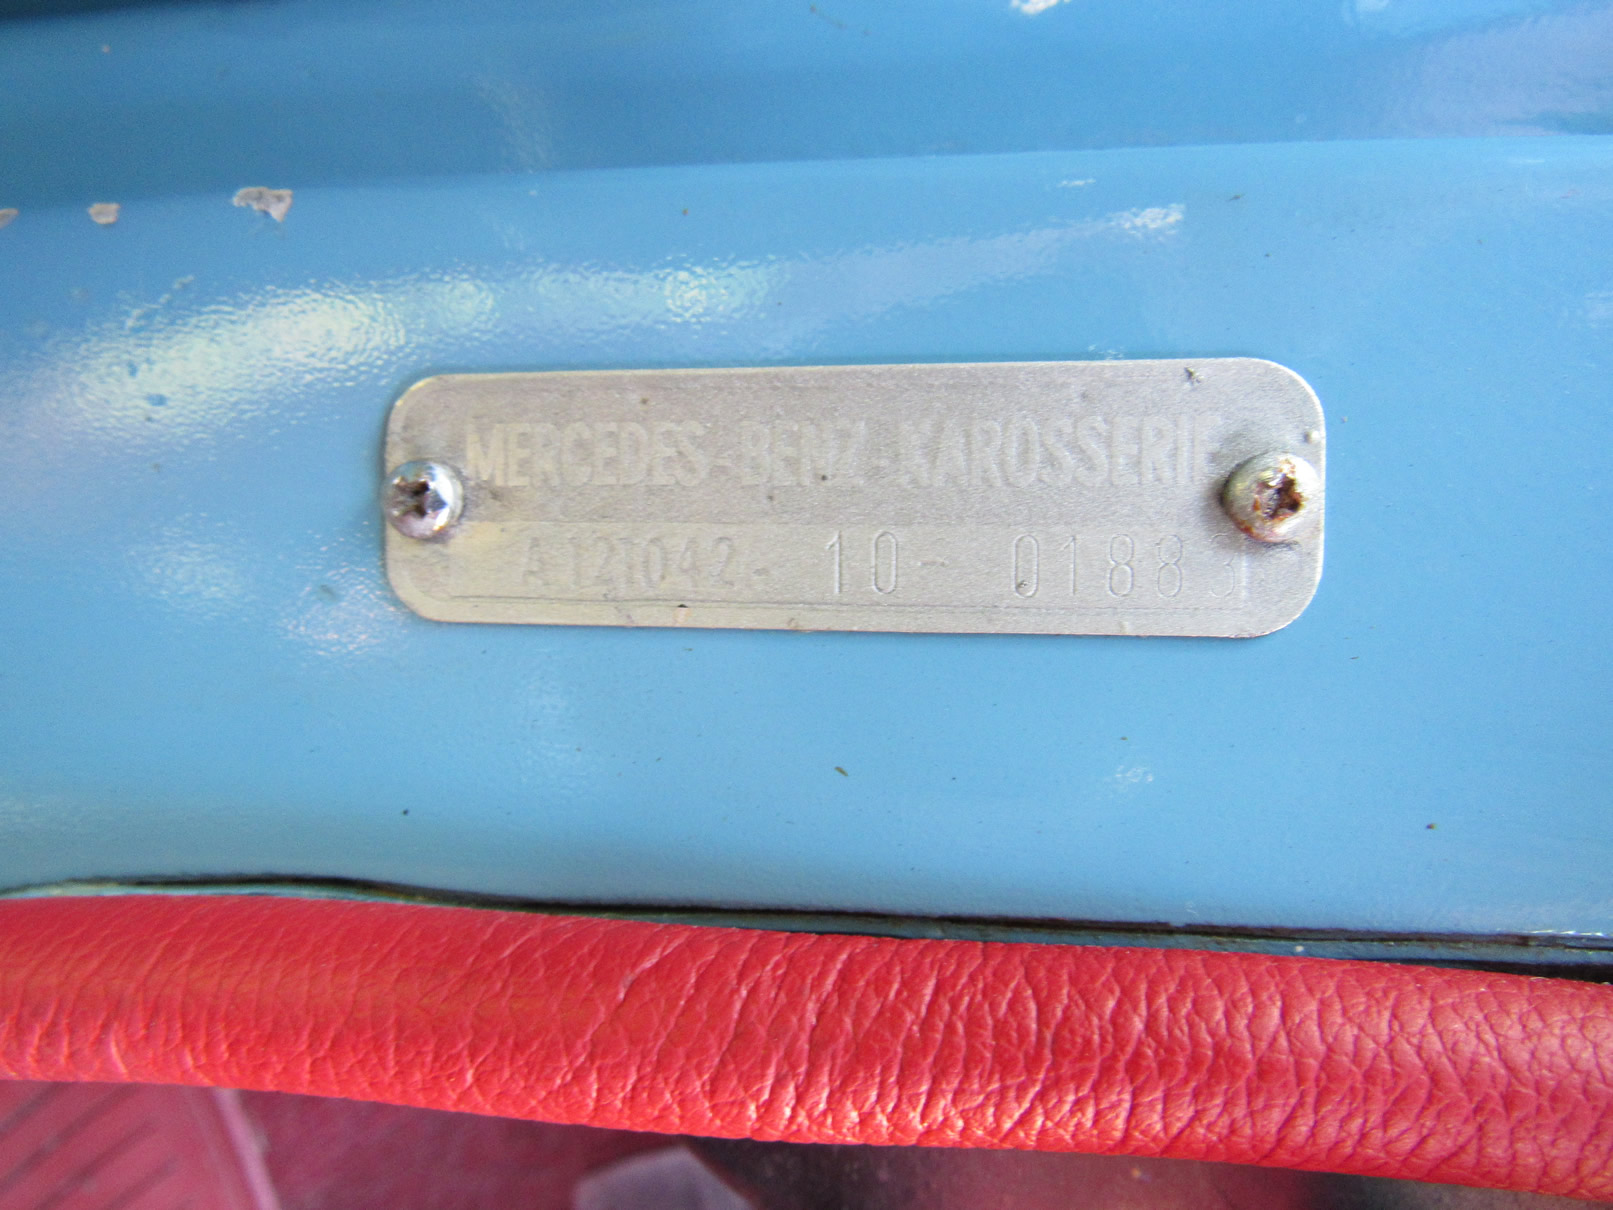 MERCEDES-BENZ-KAROSSERIE
A 121042 - 10 - 01883